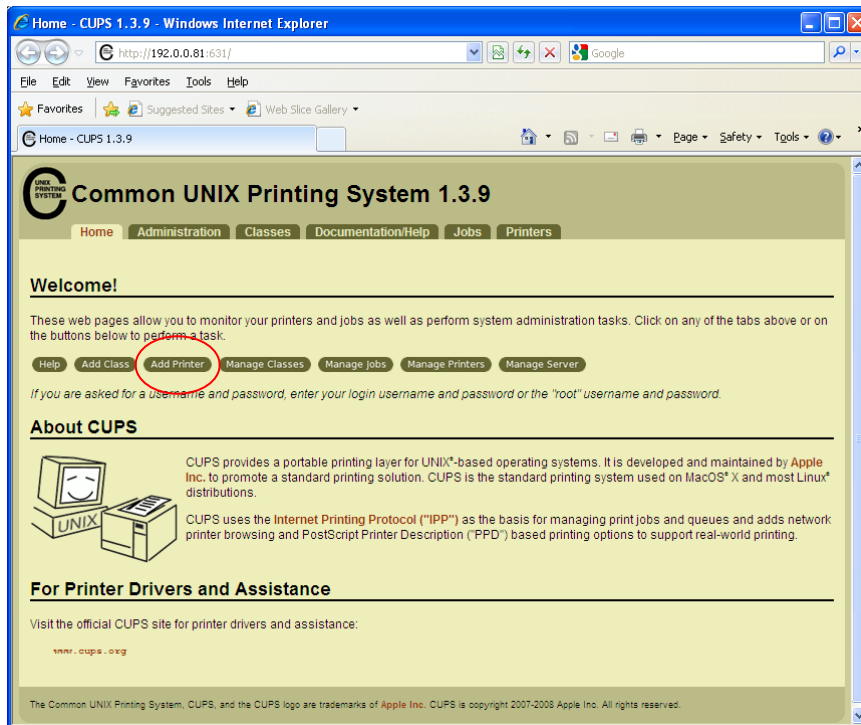 Home - CUPS 1.3.9 - Windows Internet Explorer
http://192.0.0.81:631/
Google
File Edit View Favorites Tools Help
Favorites Suggested Sites Web Slice Gallery
Home - CUPS 1.3.9 Page Safety Tools
UNIX PRINTING SYSTEM
Common UNIX Printing System 1.3.9
Home Administration Classes Documentation/Help Jobs Printers
Welcome!
These web pages allow you to monitor your printers and jobs as well as perform system administration tasks. Click on any of the tabs above or on
the buttons below to perform a task.
Help Add Class Add Printer Manage Classes Manage Jobs Manage Printers Manage Server
If you are asked for a username and password, enter your login username and password or the "root" username and password.
About CUPS
UNIX
CUPS provides a portable printing layer for UNIX®-based operating systems. It is developed and maintained by Apple
Inc. to promote a standard printing solution. CUPS is the standard printing system used on MacOS® X and most Linux®
distributions.
CUPS uses the Internet Printing Protocol ("IPP") as the basis for managing print jobs and queues and adds network
printer browsing and PostScript Printer Description ("PPD") based printing options to support real-world printing.
For Printer Drivers and Assistance
Visit the official CUPS site for printer drivers and assistance:
www.cups.org
The Common UNIX Printing System, CUPS, and the CUPS logo are trademarks of Apple Inc. CUPS is copyright 2007-2008 Apple Inc. All rights reserved.